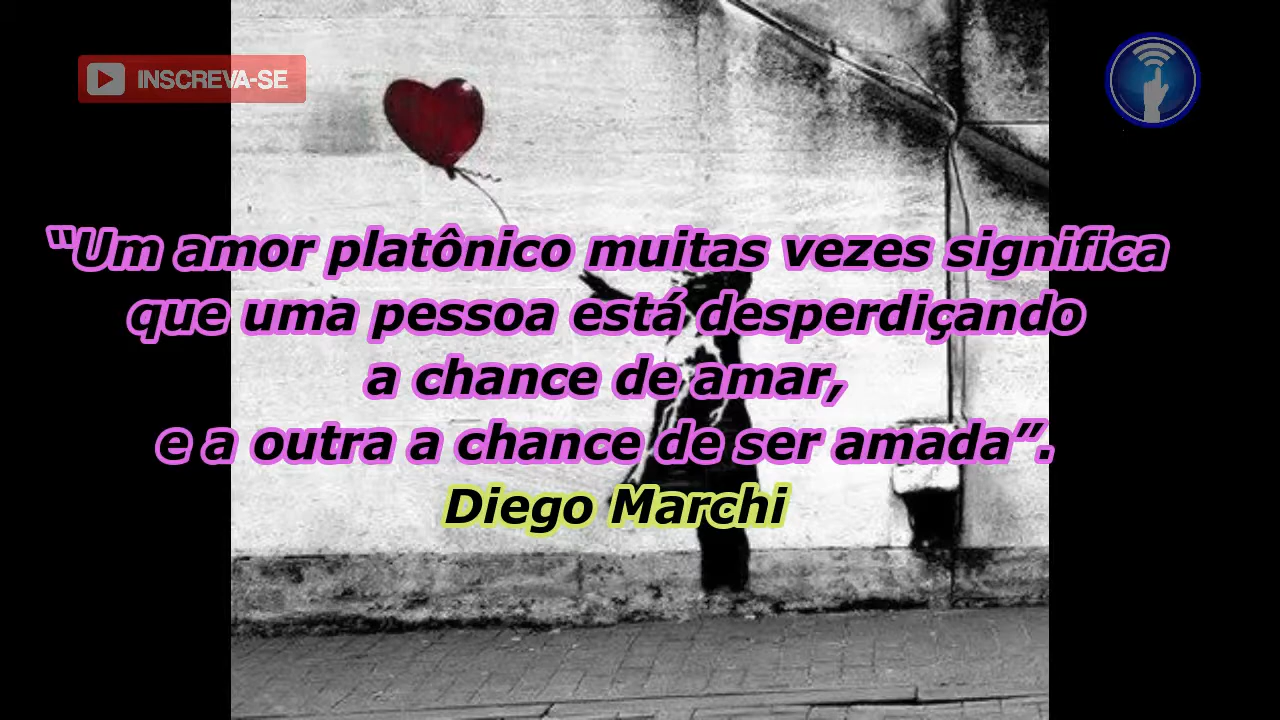 INSCREVA-SE
“Um amor platônico muitas vezes significa
que uma pessoa está desperdiçando
a chance de amar,
e a outra a chance de ser amada”.
Diego Marchi